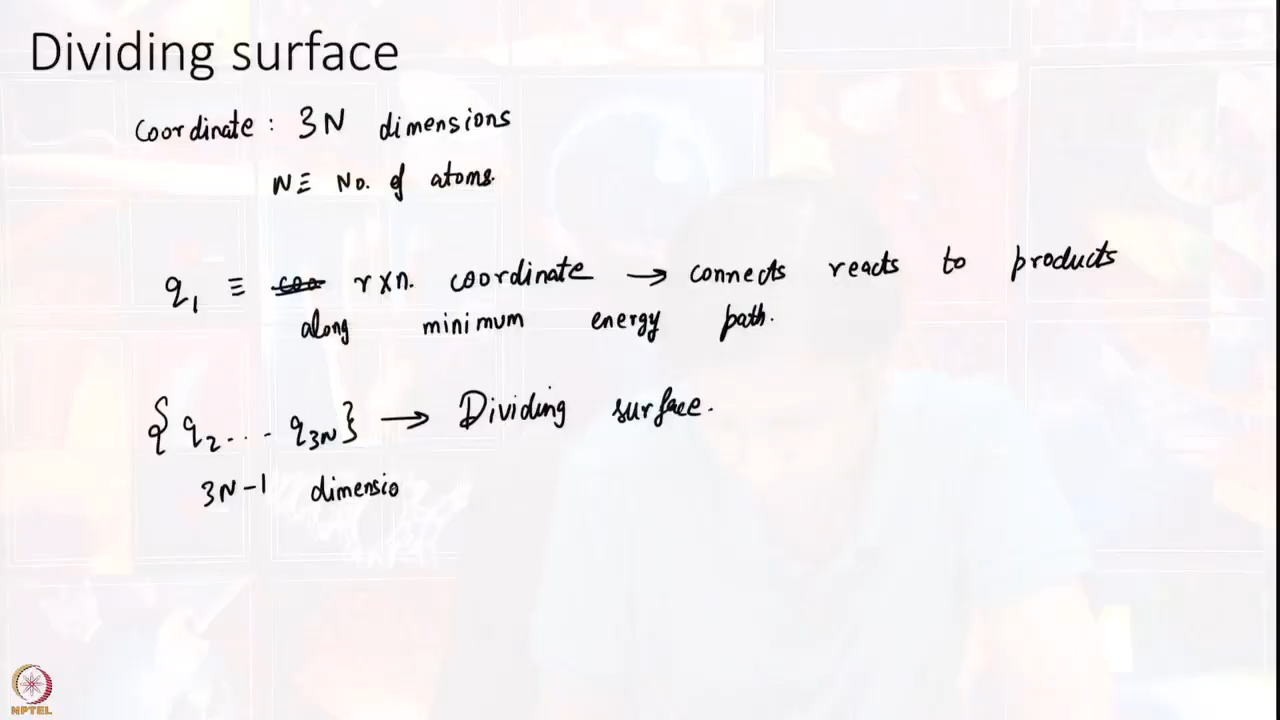 Dividing surface
Coordinate : 3N dimensions
N ≡ No. of atoms.
q₁ ≡ rxn. coordinate → connects reacts to products
along minimum energy path.
{ q₂ . . . - q₃N } → Dividing surface.
3N-1 dimensio
NPTEL